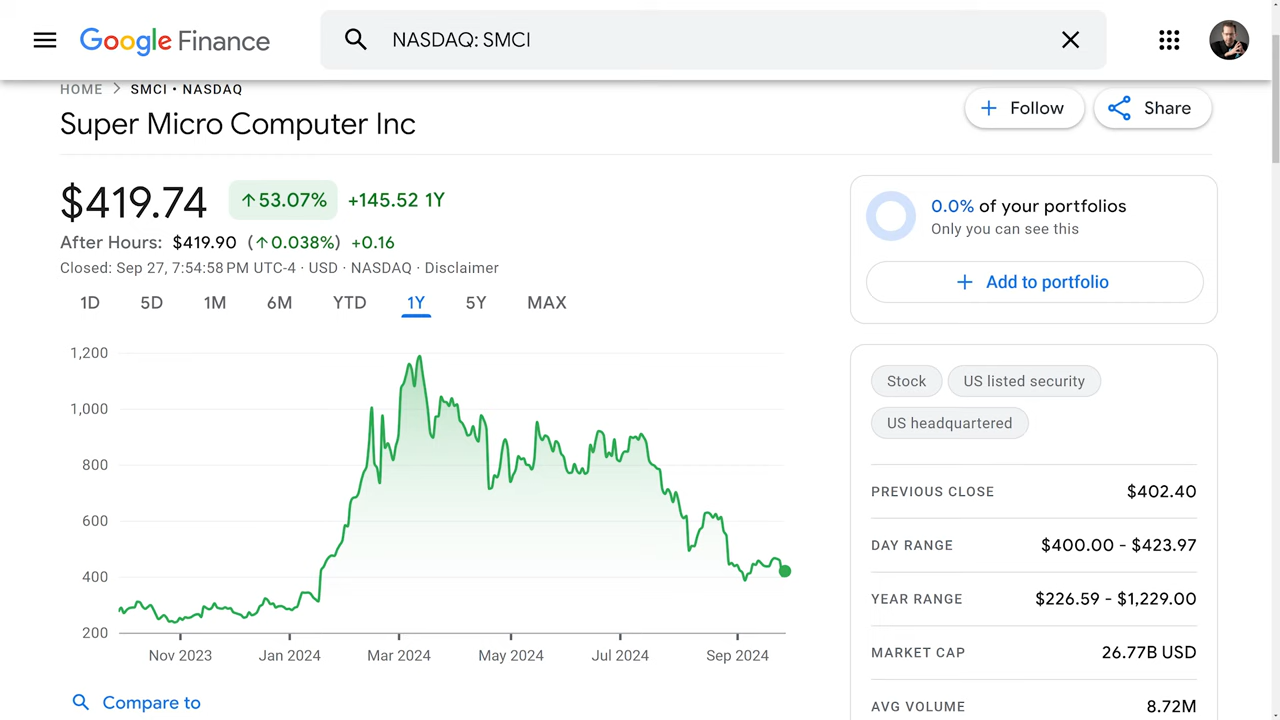 Google Finance
NASDAQ: SMCI
HOME > SMCI • NASDAQ
Super Micro Computer Inc
+ Follow
Share
$419.74 ↑53.07% +145.52 1Y
After Hours: $419.90 (↑0.038%) +0.16
Closed: Sep 27, 7:54:58 PM UTC-4 · USD · NASDAQ · Disclaimer
1D 5D 1M 6M YTD 1Y 5Y MAX
1,200
1,000
800
600
400
200
Nov 2023 Jan 2024 Mar 2024 May 2024 Jul 2024 Sep 2024
Compare to
0.0% of your portfolios
Only you can see this
+ Add to portfolio
Stock US listed security
US headquartered
PREVIOUS CLOSE $402.40
DAY RANGE $400.00 - $423.97
YEAR RANGE $226.59 - $1,229.00
MARKET CAP 26.77B USD
AVG VOLUME 8.72M